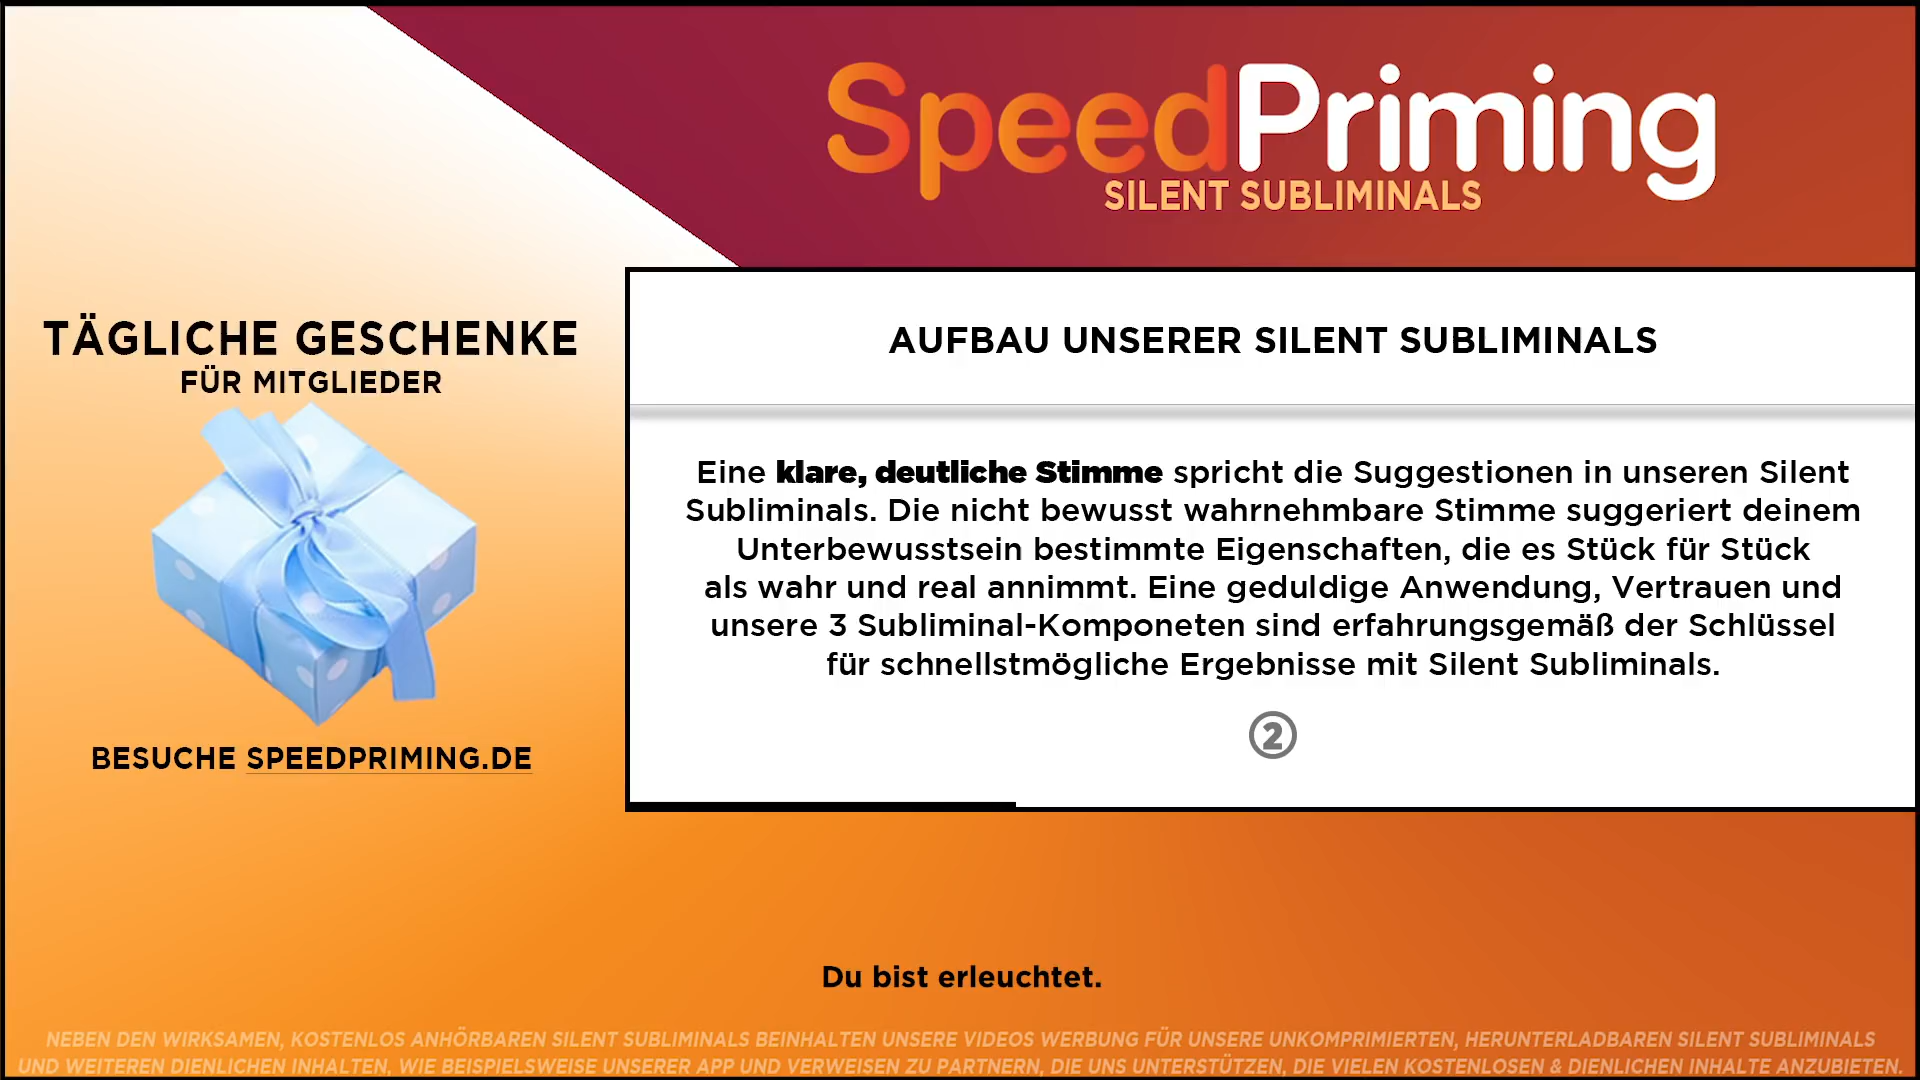 SpeedPriming
SILENT SUBLIMINALS
TÄGLICHE GESCHENKE
FÜR MITGLIEDER
BESUCHE SPEEDPRIMING.DE
AUFBAU UNSERER SILENT SUBLIMINALS
Eine klare, deutliche Stimme spricht die Suggestionen in unseren Silent
Subliminals. Die nicht bewusst wahrnehmbare Stimme suggeriert deinem
Unterbewusstsein bestimmte Eigenschaften, die es Stück für Stück
als wahr und real annimmt. Eine geduldige Anwendung, Vertrauen und
unsere 3 Subliminal-Komponeten sind erfahrungsgemäß der Schlüssel
für schnellstmögliche Ergebnisse mit Silent Subliminals.
2
Du bist erleuchtet.
NEBEN DEN WIRKSAMEN, KOSTENLOS ANHÖRBAREN SILENT SUBLIMINALS BEINHALTEN UNSERE VIDEOS WERBUNG FÜR UNSERE UNKOMPRIMIERTEN, HERUNTERLADBAREN SILENT SUBLIMINALS
UND WEITEREN DIENLICHEN INHALTEN, WIE BEISPIELSWEISE UNSERER APP UND VERWEISEN ZU PARTNERN, DIE UNS UNTERSTÜTZEN, DIE VIELEN KOSTENLOSEN & DIENLICHEN INHALTE ANZUBIETEN.